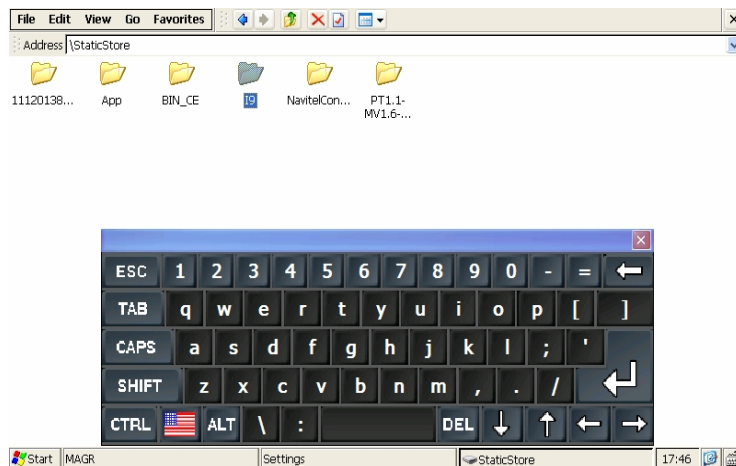 File Edit View Go Favorites
Address \StaticStore
11120138... App BIN_CE I9 NavitelCon... PT1.1-
MV1.6-...
ESC 1 2 3 4 5 6 7 8 9 0 - =
TAB q w e r t y u i o p [ ]
CAPS a s d f g h j k l ; '
SHIFT z x c v b n m , . /
CTRL ALT \ : DEL
Start MAGR Settings StaticStore 17:46